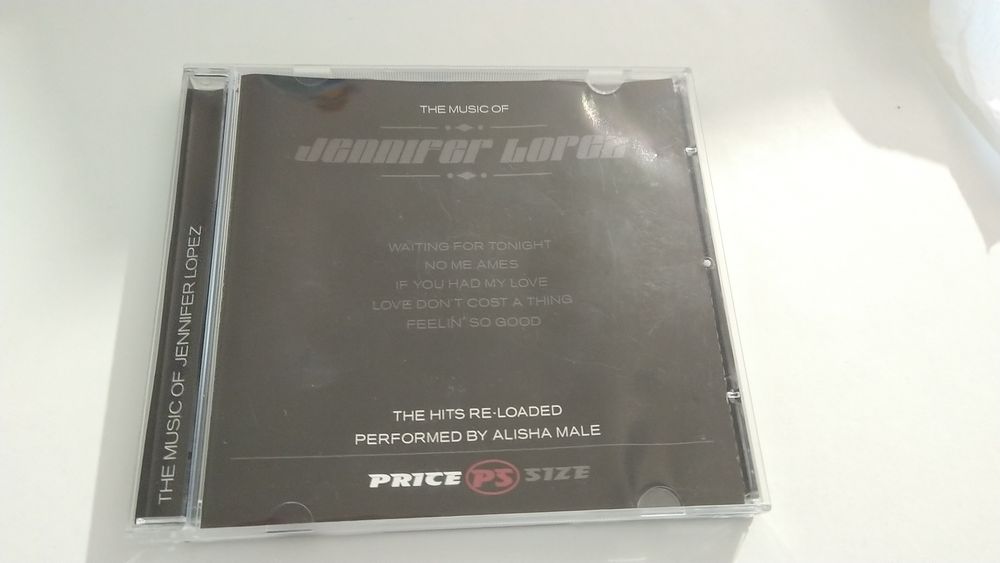 THE MUSIC OF
JENNIFER LOPEZ
WAITING FOR TONIGHT
NO ME AMES
IF YOU HAD MY LOVE
LOVE DON'T COST A THING
FEELIN' SO GOOD
THE HITS RE-LOADED
PERFORMED BY ALISHA MALE
PRICE PS SIZE
THE MUSIC OF JENNIFER LOPEZ